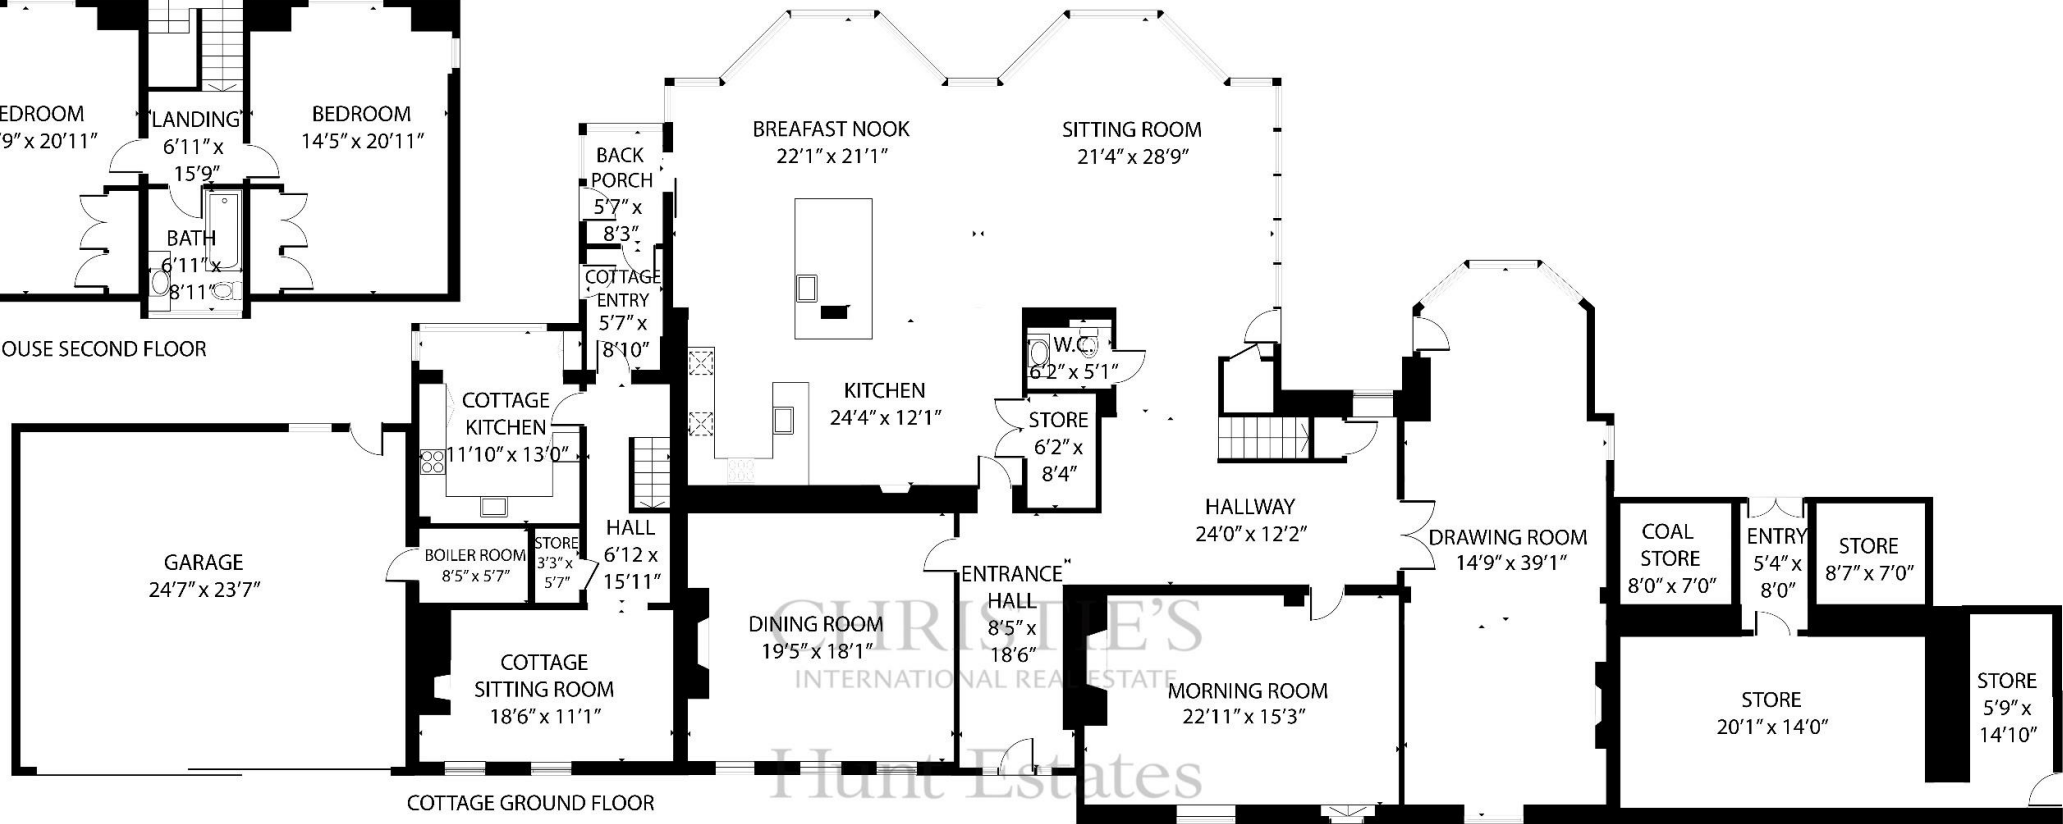 EDROOM
'9" x 20'11"
LANDING
6'11" x
15'9"
BEDROOM
14'5" x 20'11"
BATH
6'11" x
8'11"
OUSE SECOND FLOOR
BACK
PORCH
5'7" x
8'3"
COTTAGE
ENTRY
5'7" x
8'10"
BREAFAST NOOK
22'1" x 21'1"
SITTING ROOM
21'4" x 28'9"
W.C.
6'2" x 5'1"
KITCHEN
24'4" x 12'1"
STORE
6'2" x
8'4"
COTTAGE
KITCHEN
11'10" x 13'0"
GARAGE
24'7" x 23'7"
BOILER ROOM
8'5" x 5'7"
STORE
3'3" x
5'7"
HALL
6'12 x
15'11"
COTTAGE
SITTING ROOM
18'6" x 11'1"
COTTAGE GROUND FLOOR
DINING ROOM
19'5" x 18'1"
ENTRANCE
HALL
8'5" x
18'6"
HALLWAY
24'0" x 12'2"
MORNING ROOM
22'11" x 15'3"
DRAWING ROOM
14'9" x 39'1"
COAL
STORE
8'0" x 7'0"
ENTRY
5'4" x
8'0"
STORE
8'7" x 7'0"
STORE
20'1" x 14'0"
STORE
5'9" x
14'10"
CHRISTIE'S
INTERNATIONAL REAL ESTATE
Hunt Estates